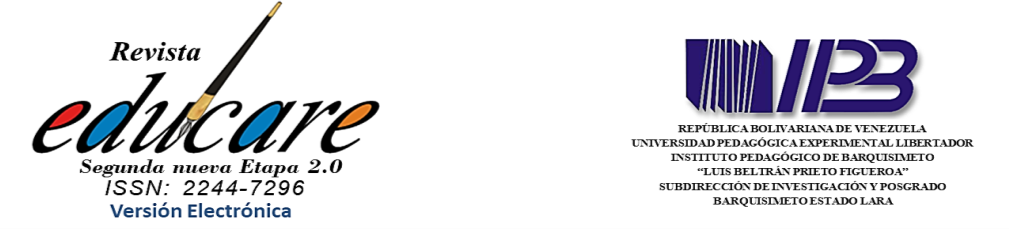 Revista
educare
Segunda nueva Etapa 2.0
ISSN: 2244-7296
Versión Electrónica
IPB
REPÚBLICA BOLIVARIANA DE VENEZUELA
UNIVERSIDAD PEDAGÓGICA EXPERIMENTAL LIBERTADOR
INSTITUTO PEDAGÓGICO DE BARQUISIMETO
“LUIS BELTRÁN PRIETO FIGUEROA”
SUBDIRECCIÓN DE INVESTIGACIÓN Y POSGRADO
BARQUISIMETO ESTADO LARA